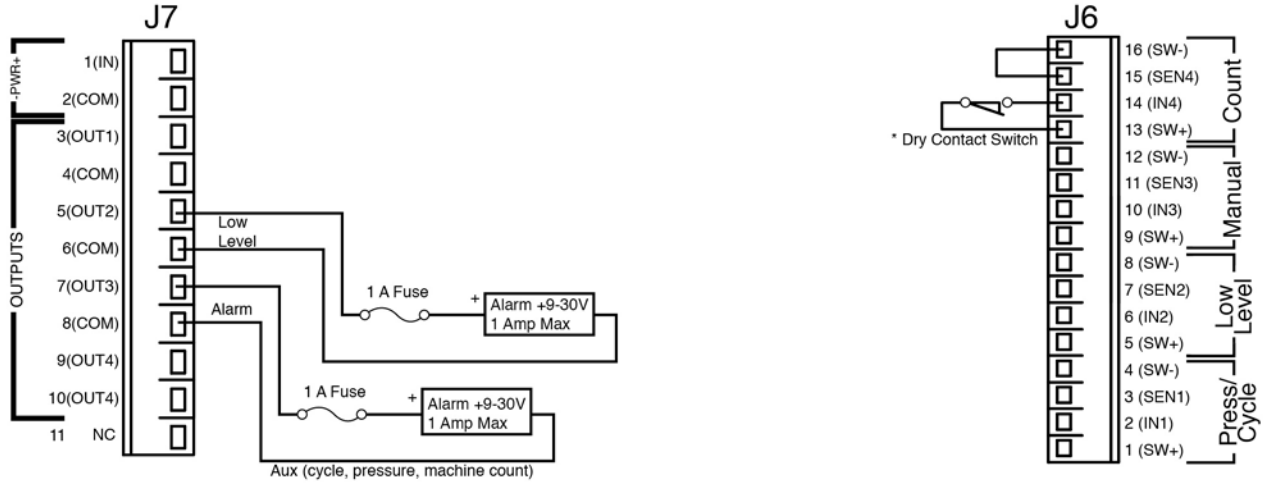 J7
-PWR+
1(IN)
2(COM)
OUTPUTS
3(OUT1)
4(COM)
5(OUT2)
6(COM)
7(OUT3)
8(COM)
9(OUT4)
10(OUT4)
11 NC
Low
Level
Alarm
1 A Fuse
+
Alarm +9-30V
1 Amp Max
1 A Fuse
+
Alarm +9-30V
1 Amp Max
Aux (cycle, pressure, machine count)
J6
* Dry Contact Switch
16 (SW-)
15 (SEN4)
14 (IN4)
13 (SW+)
Count
12 (SW-)
11 (SEN3)
10 (IN3)
9 (SW+)
Manual
8 (SW-)
7 (SEN2)
6 (IN2)
5 (SW+)
Low
Level
4 (SW-)
3 (SEN1)
2 (IN1)
1 (SW+)
Press/
Cycle